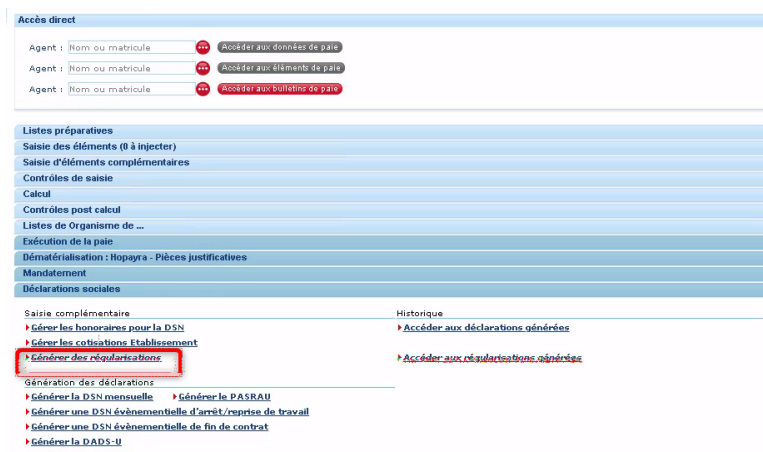 Accès direct
Agent : Nom ou matricule Accéder aux données de paie
Agent : Nom ou matricule Accéder aux éléments de paie
Agent : Nom ou matricule Accéder aux bulletins de paie
Listes préparatives
Saisie des éléments (0 à injecter)
Saisie d'éléments complémentaires
Contrôles de saisie
Calcul
Contrôles post calcul
Listes de Organisme de ...
Exécution de la paie
Dématérialisation : Hopayra - Pièces justificatives
Mandatement
Déclarations sociales
Saisie complémentaire Historique
Gérer les honoraires pour la DSN Accéder aux déclarations générées
Gérer les cotisations Etablissement
Générer des régularisations Accéder aux régularisations générées
Génération des déclarations
Générer la DSN mensuelle Générer le PASRAU
Générer une DSN évènementielle d'arrêt/reprise de travail
Générer une DSN évènementielle de fin de contrat
Générer la DADS-U